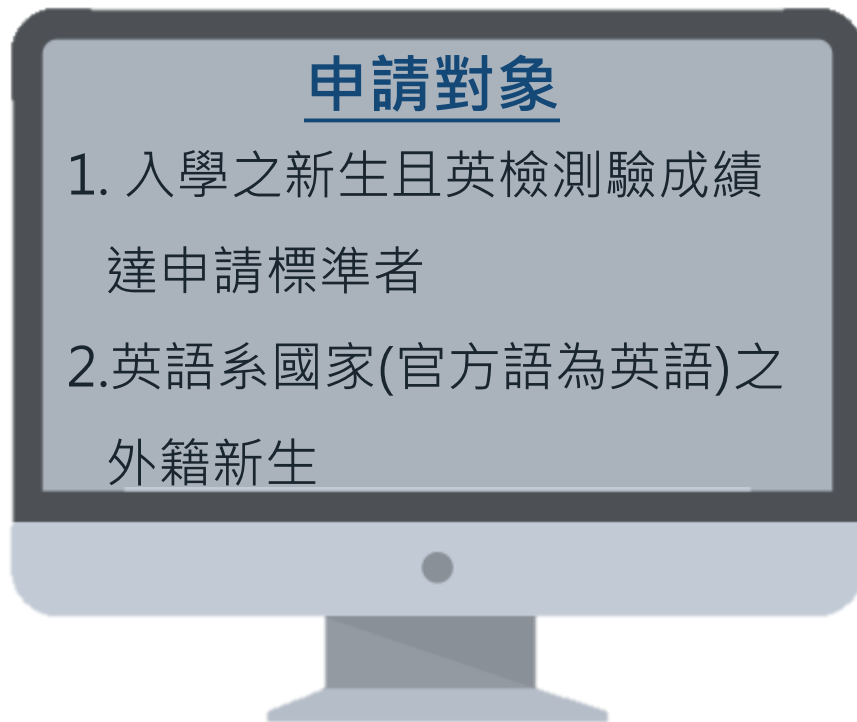 申請對象
1. 入學之新生且英檢測驗成績
達申請標準者
2.英語系國家(官方語為英語)之
外籍新生